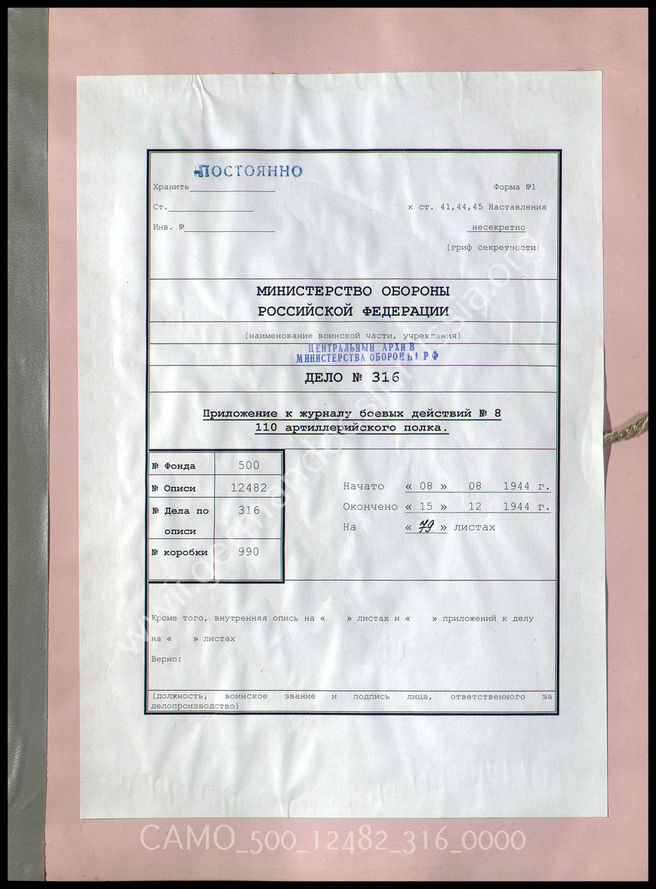 ПОСТОЯННО
Хранить
Форма №1
Ст.
к ст. 41,44,45 Наставления
Инв. №
несекретно
(гриф секретности)
МИНИСТЕРСТВО ОБОРОНЫ
РОССИЙСКОЙ ФЕДЕРАЦИИ
(наименование воинской части, учреждения)
ЦЕНТРАЛЬНЫЙ АРХИВ
МИНИСТЕРСТВА ОБОРОНЫ РФ
ДЕЛО № 316
Приложение к журналу боевых действий № 8
110 артиллерийского полка.
№ Фонда 500
№ Описи 12482
№ Дела по описи 316
№ коробки 990
Начато « 08 » 08 1944 г.
Окончено « 15 » 12 1944 г.
На « 79 » листах
Кроме того, внутренняя опись на « » листах и « » приложений к делу
на « » листах
Верно:
(должность, воинское звание и подпись лица, ответственного за
делопроизводство)
CAMO_500_12482_316_0000